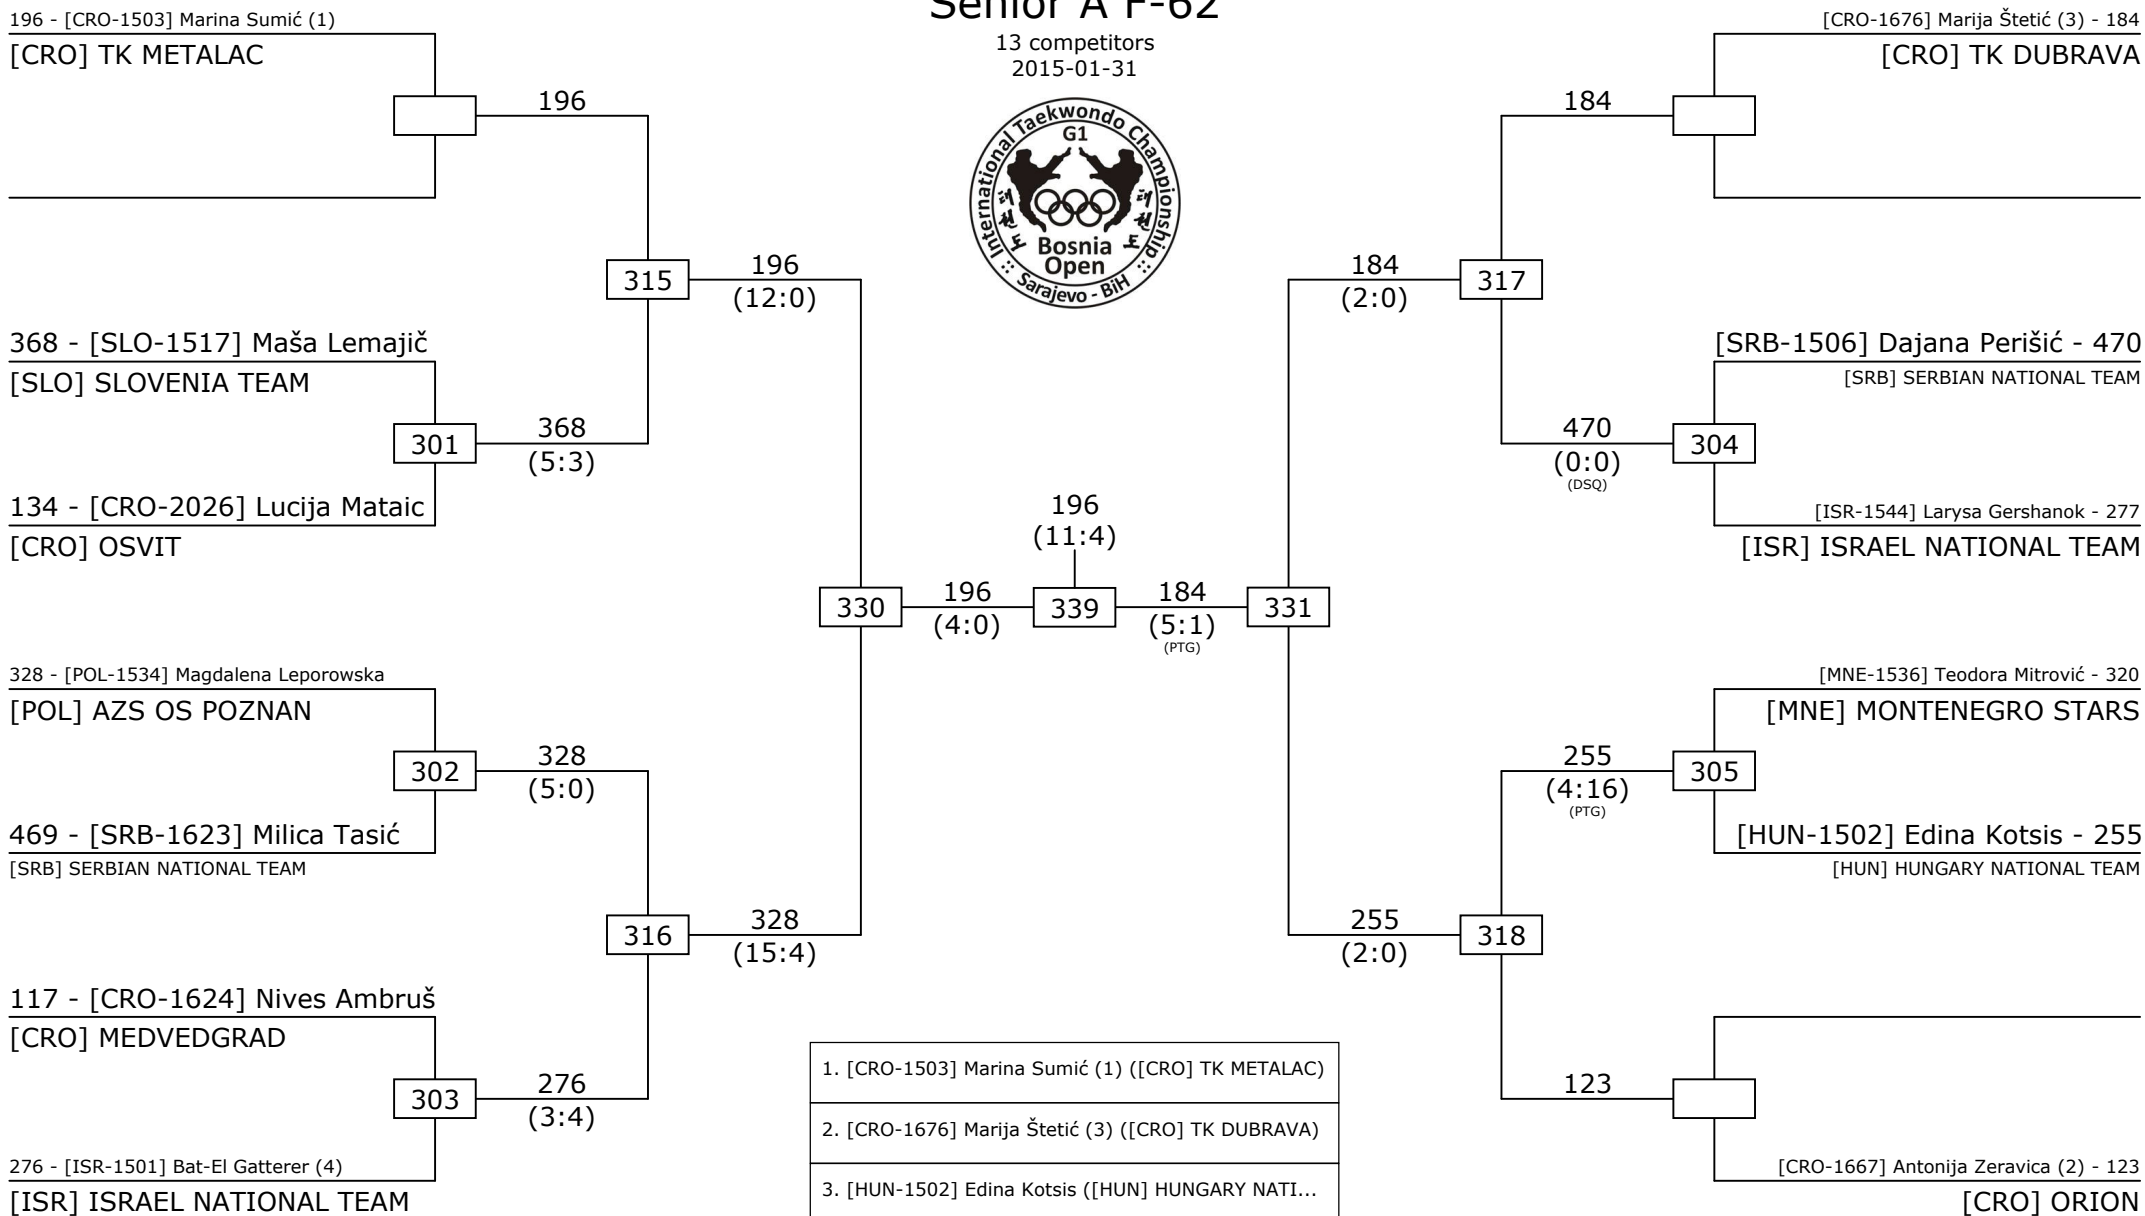 Senior A F-62
13 competitors
2015-01-31
International Taekwondo Championship
G1
Bosnia
Open
:: Sarajevo - BiH ::
196 - [CRO-1503] Marina Sumić (1)
[CRO] TK METALAC
196
315
196
(12:0)
368 - [SLO-1517] Maša Lemajič
[SLO] SLOVENIA TEAM
301
368
(5:3)
134 - [CRO-2026] Lucija Mataic
[CRO] OSVIT
330
196
(4:0)
328 - [POL-1534] Magdalena Leporowska
[POL] AZS OS POZNAN
302
328
(5:0)
469 - [SRB-1623] Milica Tasić
[SRB] SERBIAN NATIONAL TEAM
316
328
(15:4)
117 - [CRO-1624] Nives Ambruš
[CRO] MEDVEDGRAD
303
276
(3:4)
276 - [ISR-1501] Bat-El Gatterer (4)
[ISR] ISRAEL NATIONAL TEAM
196
(11:4)
339
[CRO-1676] Marija Štetić (3) - 184
[CRO] TK DUBRAVA
184
184
(2:0)
317
[SRB-1506] Dajana Perišić - 470
[SRB] SERBIAN NATIONAL TEAM
470
(0:0)
(DSQ)
304
[ISR-1544] Larysa Gershanok - 277
[ISR] ISRAEL NATIONAL TEAM
184
(5:1)
(PTG)
331
[MNE-1536] Teodora Mitrović - 320
[MNE] MONTENEGRO STARS
255
(4:16)
(PTG)
305
[HUN-1502] Edina Kotsis - 255
[HUN] HUNGARY NATIONAL TEAM
255
(2:0)
318
123
[CRO-1667] Antonija Zeravica (2) - 123
[CRO] ORION
1. [CRO-1503] Marina Sumić (1) ([CRO] TK METALAC)
2. [CRO-1676] Marija Štetić (3) ([CRO] TK DUBRAVA)
3. [HUN-1502] Edina Kotsis ([HUN] HUNGARY NATI...